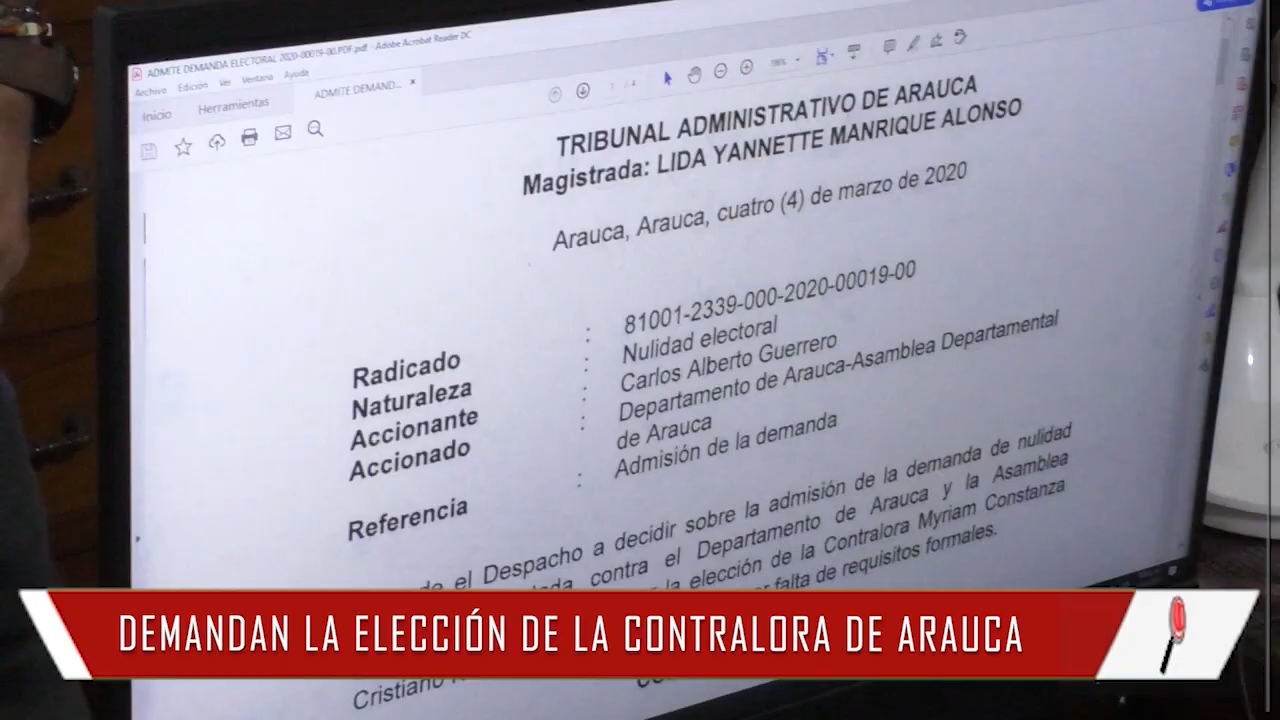 ADMITE DEMANDA ELECTORAL 2020-00019-00.PDF.pdf - Adobe Acrobat Reader DC
Archivo Edición Ver Ventana Ayuda
Inicio Herramientas ADMITE DEMAND... ×
TRIBUNAL ADMINISTRATIVO DE ARAUCA
Magistrada: LIDA YANNETTE MANRIQUE ALONSO
Arauca, Arauca, cuatro (4) de marzo de 2020
Radicado : 81001-2339-000-2020-00019-00
Naturaleza : Nulidad electoral
Accionante : Carlos Alberto Guerrero
Accionado : Departamento de Arauca-Asamblea Departamental
de Arauca
Referencia : Admisión de la demanda
el Despacho a decidir sobre la admisión de la demanda de nulidad
contra el Departamento de Arauca y la Asamblea
la elección de la Contralora Myriam Constanza
falta de requisitos formales.
DEMANDAN LA ELECCIÓN DE LA CONTRALORA DE ARAUCA
Cristiano